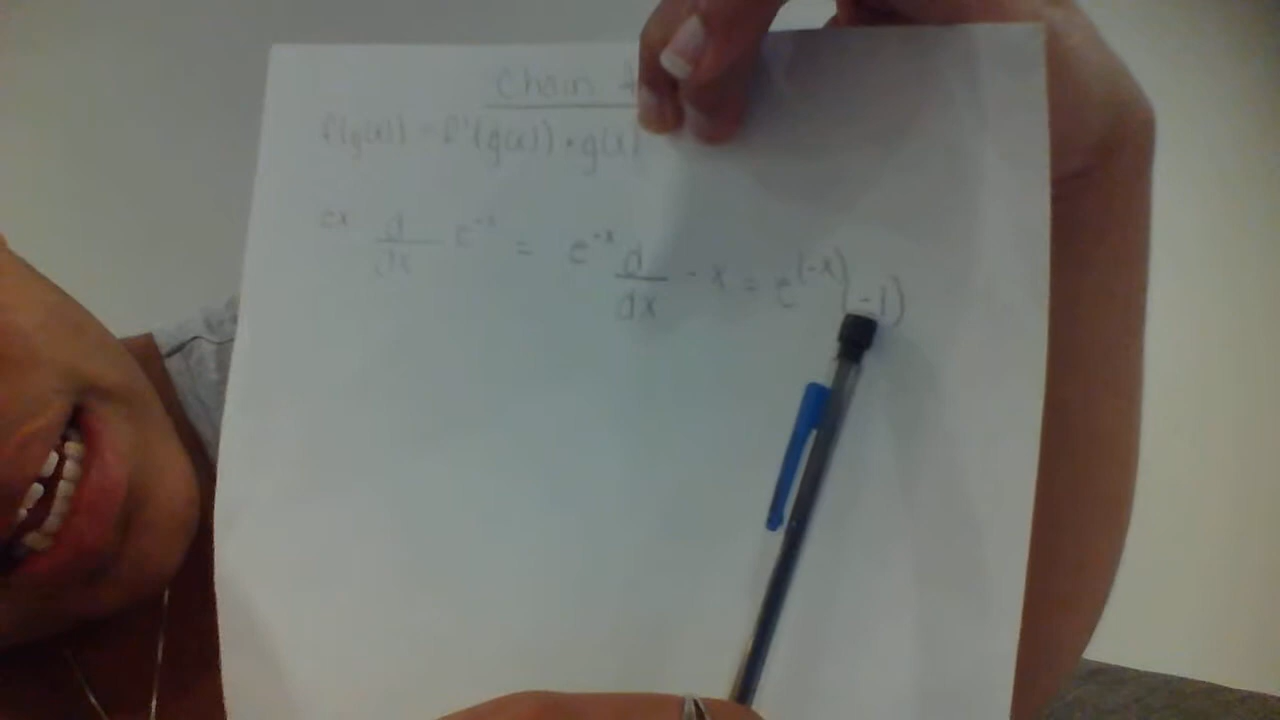 Chain
f(g(x)) = f'(g(x)) • g(x)
ex d/dx e^-x = e^-x d/dx -x = e^(-x)(-1)